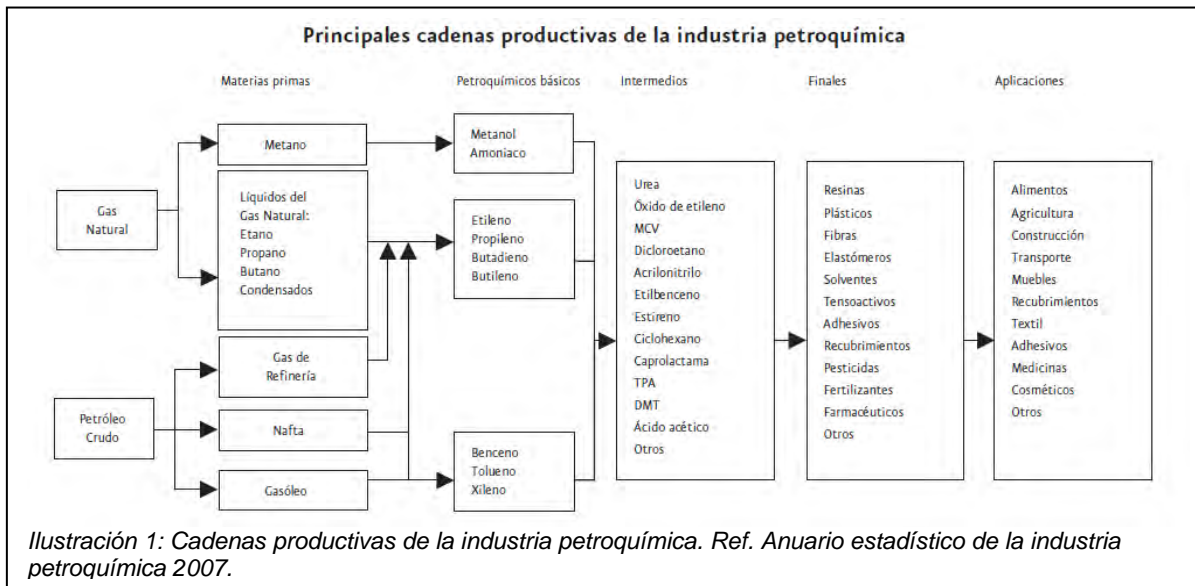 Principales cadenas productivas de la industria petroquímica
Materias primas
Petroquímicos básicos
Intermedios
Finales
Aplicaciones
Gas
Natural
Petróleo
Crudo
Metano
Líquidos del
Gas Natural:
Etano
Propano
Butano
Condensados
Gas de
Refinería
Nafta
Gasóleo
Metanol
Amoniaco
Etileno
Propileno
Butadieno
Butileno
Benceno
Tolueno
Xileno
Urea
Óxido de etileno
MCV
Dicloroetano
Acrilonitrilo
Etilbenceno
Estireno
Ciclohexano
Caprolactama
TPA
DMT
Ácido acético
Otros
Resinas
Plásticos
Fibras
Elastómeros
Solventes
Tensoactivos
Adhesivos
Recubrimientos
Pesticidas
Fertilizantes
Farmacéuticos
Otros
Alimentos
Agricultura
Construcción
Transporte
Muebles
Recubrimientos
Textil
Adhesivos
Medicinas
Cosméticos
Otros
Ilustración 1: Cadenas productivas de la industria petroquímica. Ref. Anuario estadístico de la industria
petroquímica 2007.